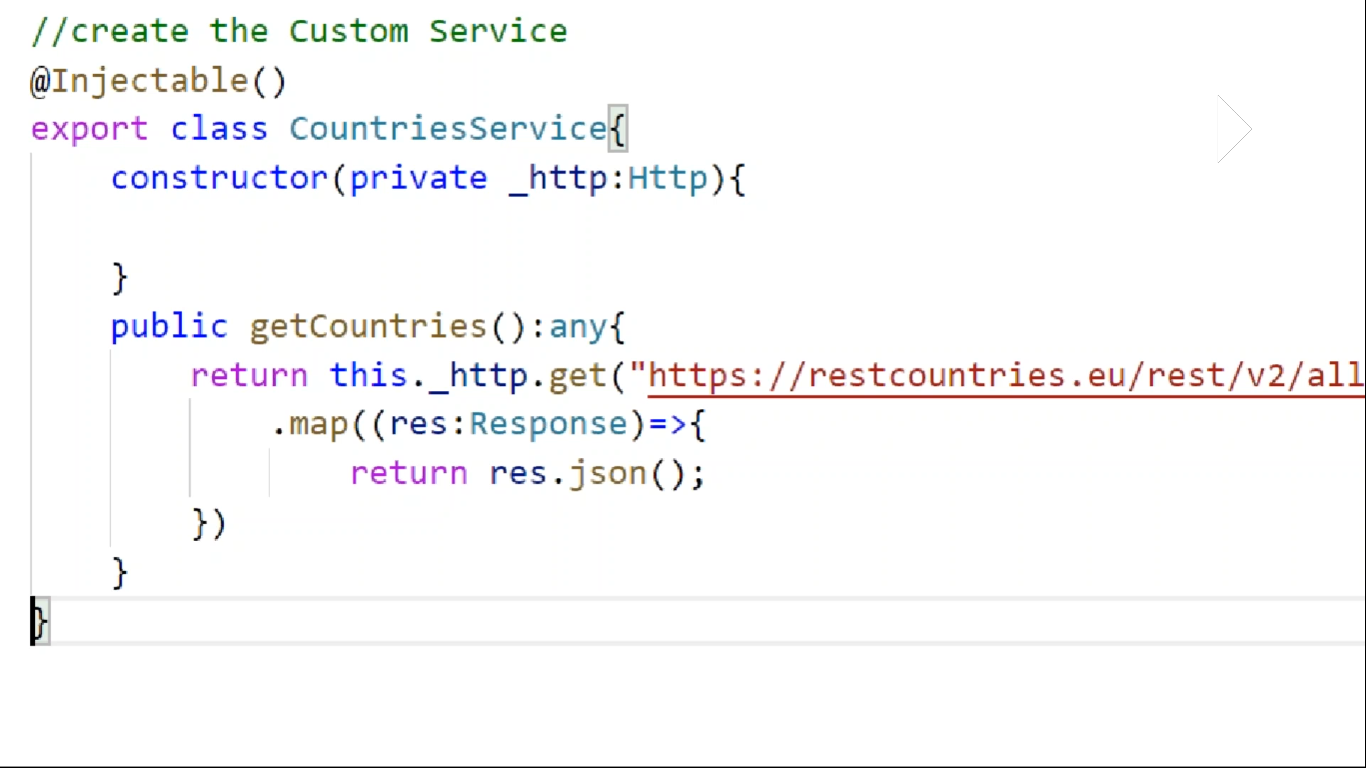 //create the Custom Service
@Injectable()
export class CountriesService{
constructor(private _http:Http){
}
public getCountries():any{
return this._http.get("https://restcountries.eu/rest/v2/all
.map((res:Response)=>{
return res.json();
})
}
}